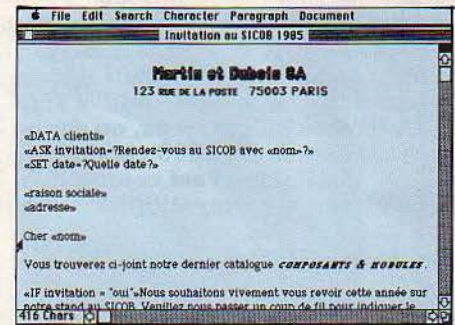 File Edit Search Character Paragraph Document
Invitation au SICOB 1985
Martin et Dubois SA
123 RUE DE LA POSTE 75003 PARIS
«DATA clients»
«ASK invitation=?Rendez-vous au SICOB avec «nom»?»
«SET date=?Quelle date?»
«raison sociale»
«adresse»
Cher «nom»
Vous trouverez ci-joint notre dernier catalogue COMPOSANTS & MODULES.
«IF invitation = "oui"»Nous souhaitons vivement vous revoir cette année sur
notre stand au SICOB. Veuillez nous passer un coup de fil pour indiquer le
416 Chars